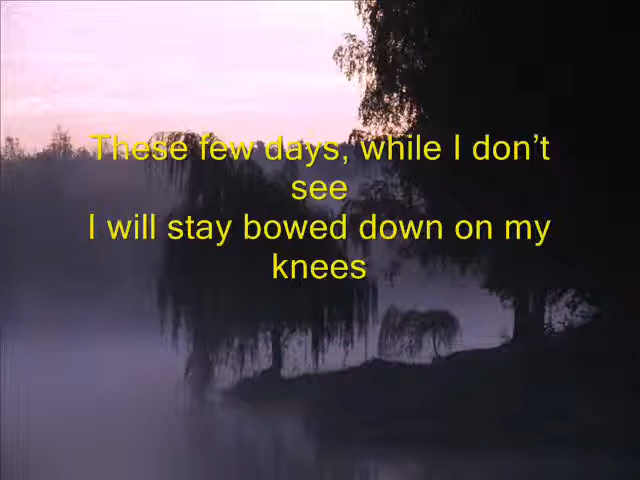 These few days, while I don’t
see
I will stay bowed down on my
knees